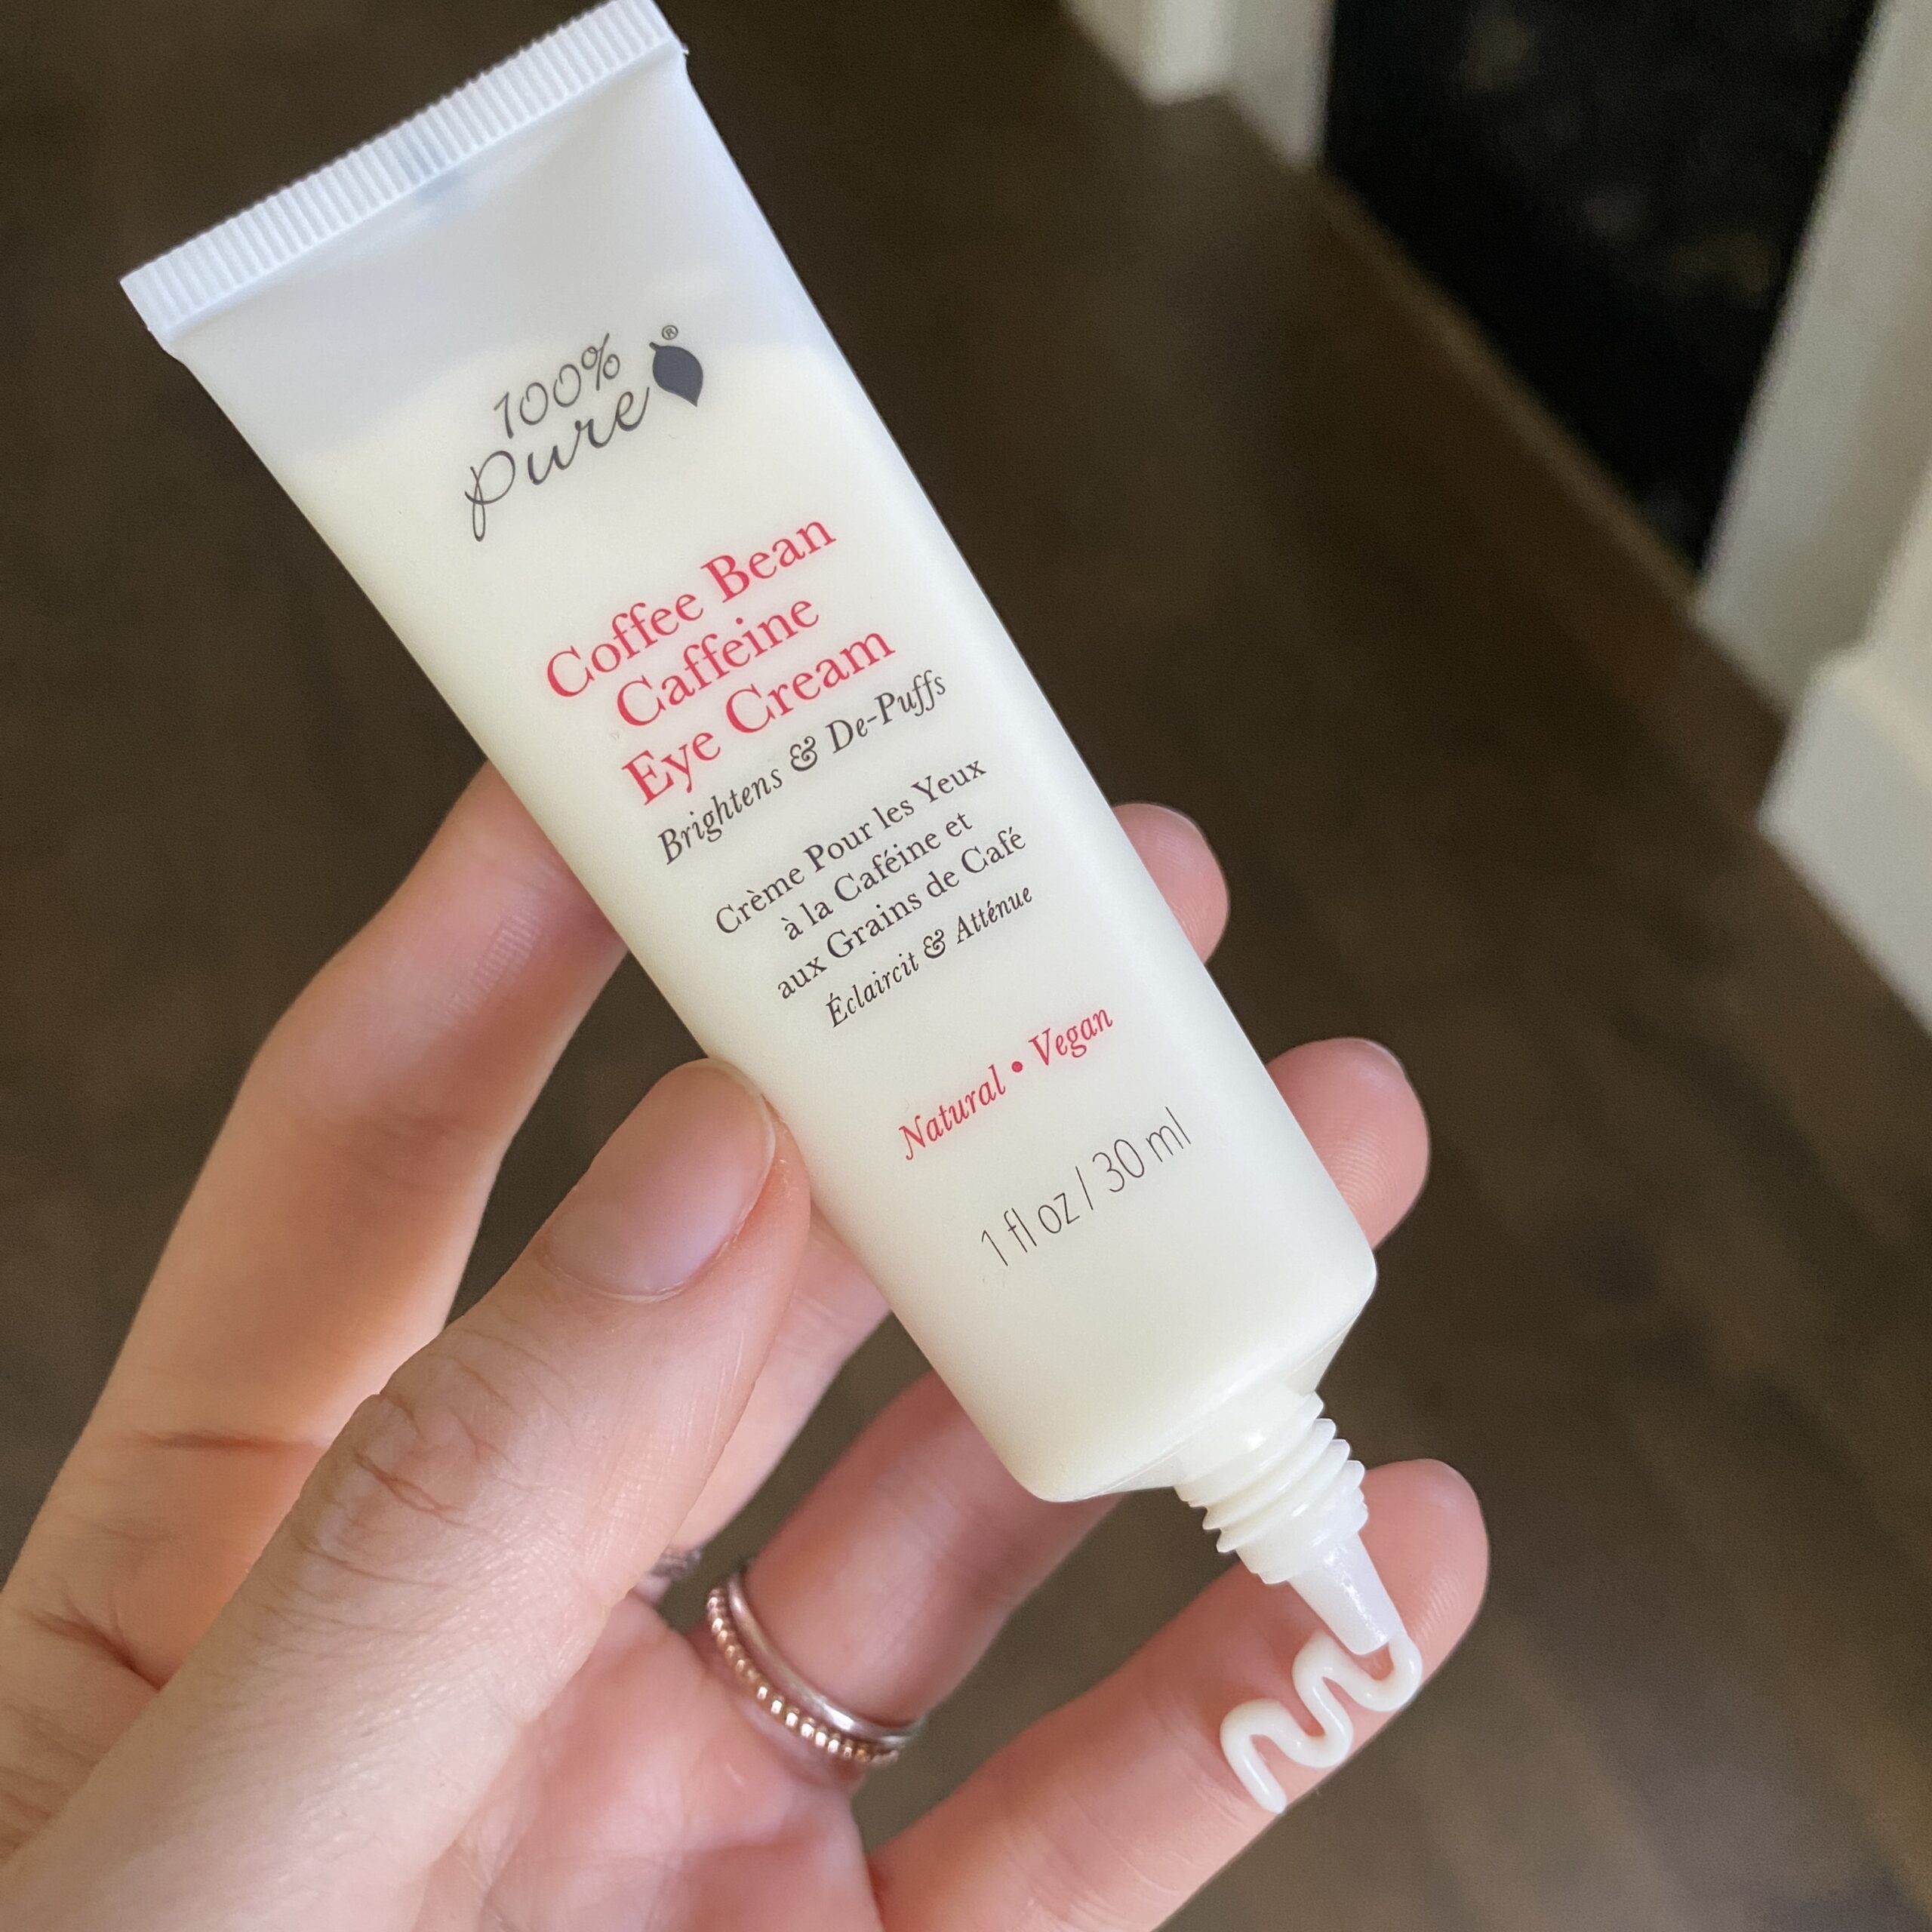 100%
pure®
Coffee Bean
Caffeine
Eye Cream
Brightens & De-Puffs
Crème Pour les Yeux
à la Caféine et
aux Grains de Café
Éclaircit & Atténue
Natural • Vegan
1 fl oz / 30 ml